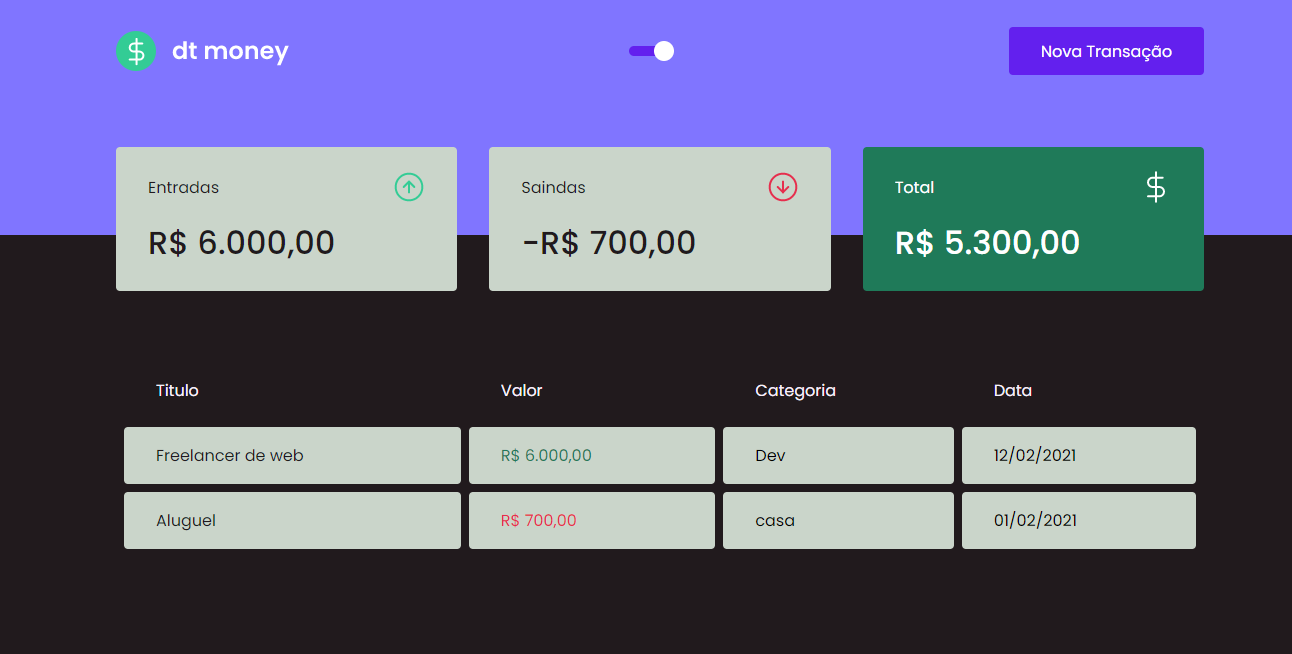 dt money
Nova Transação
Entradas
R$ 6.000,00
Saindas
-R$ 700,00
Total
R$ 5.300,00
Titulo Valor Categoria Data
Freelancer de web R$ 6.000,00 Dev 12/02/2021
Aluguel R$ 700,00 casa 01/02/2021